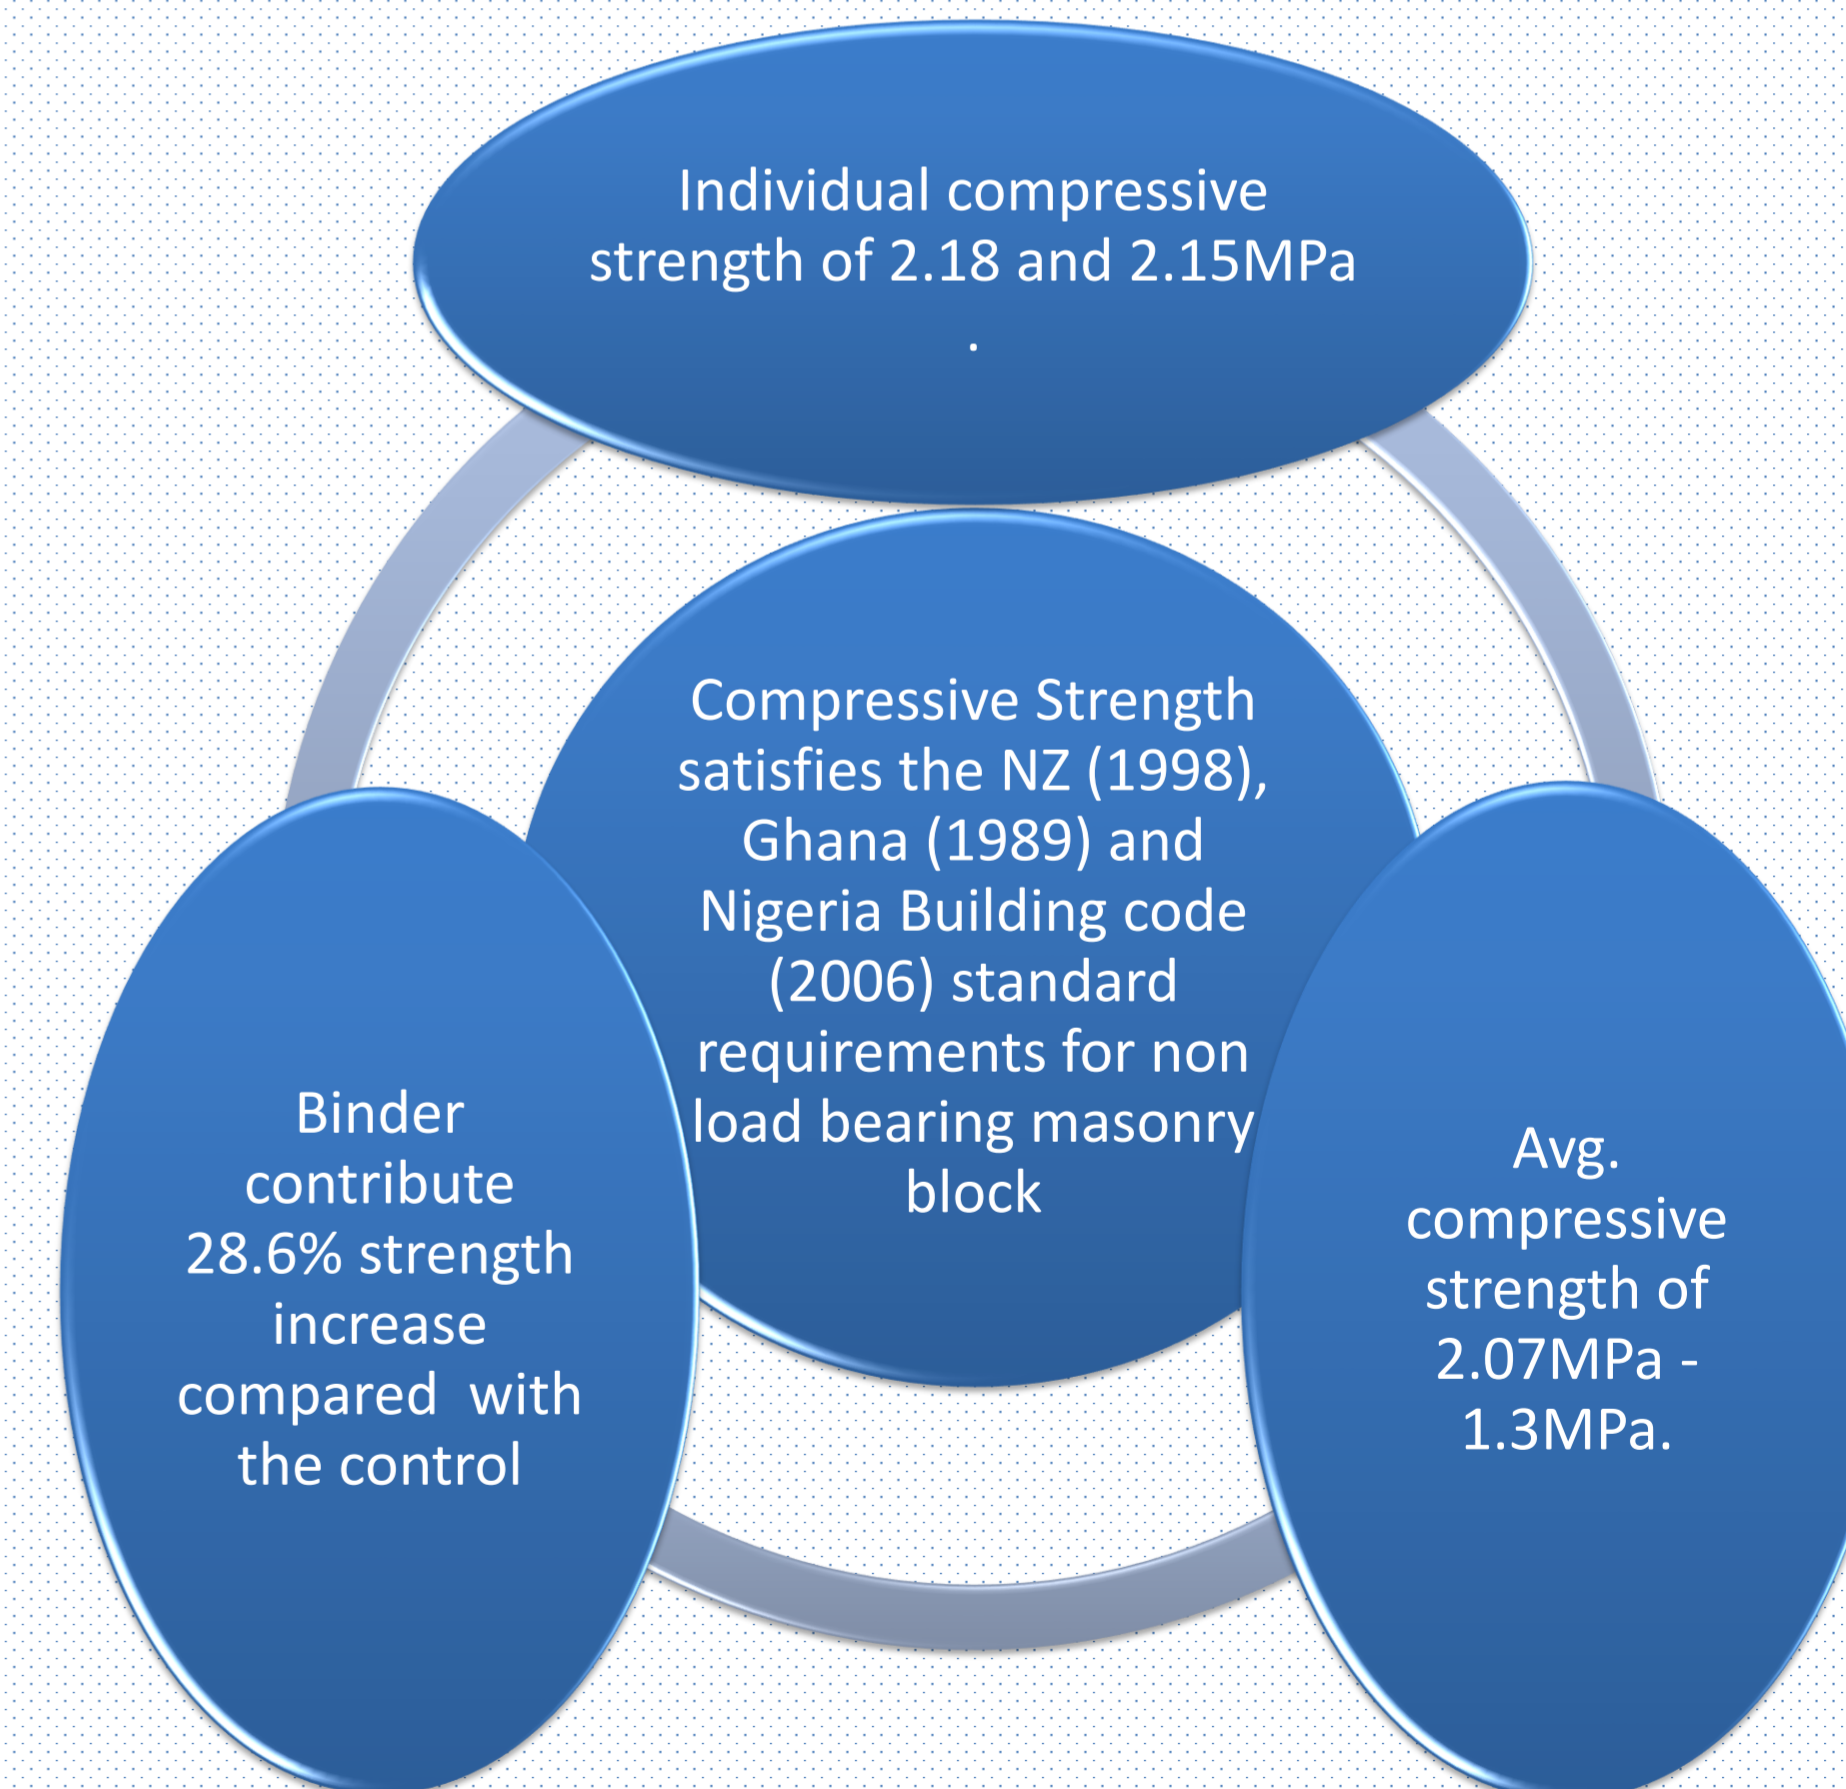 Individual compressive
strength of 2.18 and 2.15MPa
.
Compressive Strength
satisfies the NZ (1998),
Ghana (1989) and
Nigeria Building code
(2006) standard
requirements for non
load bearing masonry
block
Binder
contribute
28.6% strength
increase
compared  with
the control
Avg.
compressive
strength of
2.07MPa -
1.3MPa.